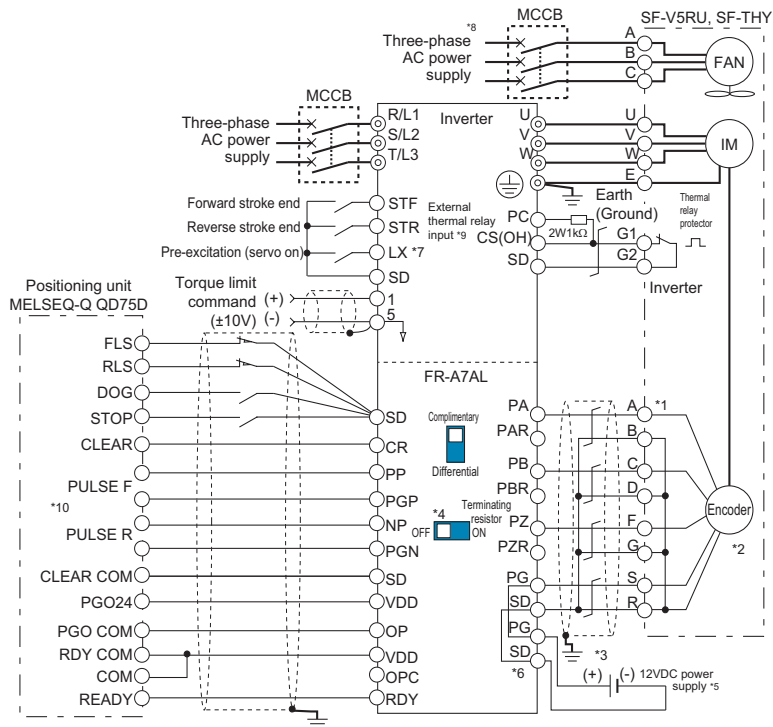 MCCB
SF-V5RU, SF-THY
Three-phase
AC power
supply
*8
A
B
C
FAN
MCCB
Three-phase
AC power
supply
R/L1
S/L2
T/L3
Inverter
U
V
W
U
V
W
E
IM
Forward stroke end
Reverse stroke end
Pre-excitation (servo on)
STF
STR
LX *7
SD
External
thermal relay
input *9
PC
CS(OH)
SD
2W1kΩ
Earth
(Ground)
G1
G2
Thermal
relay
protector
Inverter
Torque limit
command
(±10V)
(+)
(-)
1
5
Positioning unit
MELSEQ-Q QD75D
FLS
RLS
DOG
STOP
CLEAR
PULSE F
*10
PULSE R
CLEAR COM
PGO24
PGO COM
RDY COM
COM
READY
FR-A7AL
SD
CR
PP
PGP
NP
PGN
SD
VDD
OP
VDD
OPC
RDY
Complimentary
Differential
*4
Terminating
resistor
OFF
ON
PA
PAR
PB
PBR
PZ
PZR
PG
SD
PG
SD
*6
A
*1
B
C
D
F
G
S
R
Encoder
*2
*3
(+)
(-)
12VDC power
supply *5